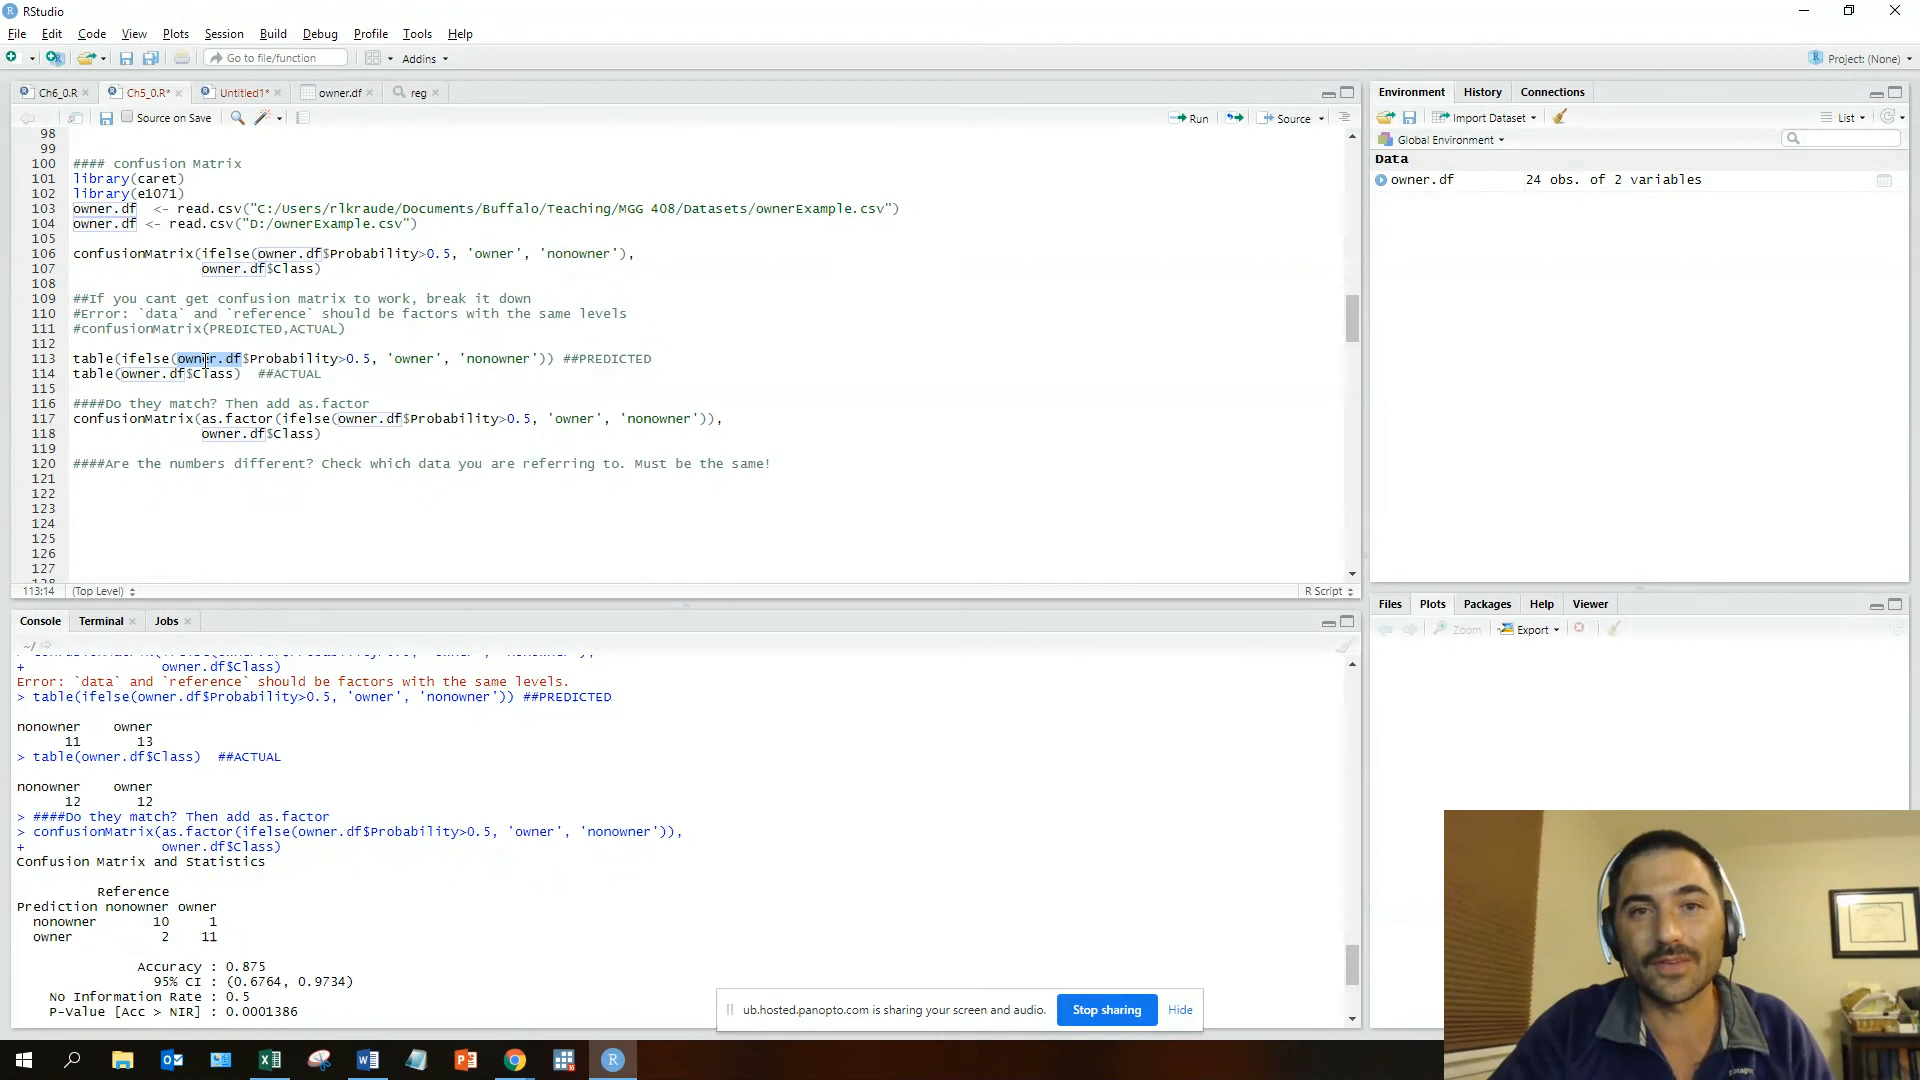 RStudio
File Edit Code View Plots Session Build Debug Profile Tools Help
Go to file/function Addins Project: (None)
Ch6_0.R Ch5_0.R* Untitled1* owner.df reg
Source on Save Run Source
98
99
100 #### confusion Matrix
101 library(caret)
102 library(e1071)
103 owner.df  <- read.csv("C:/Users/rlkraude/Documents/Buffalo/Teaching/MGG 408/Datasets/ownerExample.csv")
104 owner.df <- read.csv("D:/ownerExample.csv")
105
106 confusionMatrix(ifelse(owner.df$Probability>0.5, 'owner', 'nonowner'),
107 owner.df$Class)
108
109 ##If you cant get confusion matrix to work, break it down
110 #Error: `data` and `reference` should be factors with the same levels
111 #confusionMatrix(PREDICTED,ACTUAL)
112
113 table(ifelse(owner.df$Probability>0.5, 'owner', 'nonowner')) ##PREDICTED
114 table(owner.df$Class)  ##ACTUAL
115
116 ####Do they match? Then add as.factor
117 confusionMatrix(as.factor(ifelse(owner.df$Probability>0.5, 'owner', 'nonowner')),
118 owner.df$Class)
119
120 ####Are the numbers different? Check which data you are referring to. Must be the same!
121
122
123
124
125
126
127
128
113:14 (Top Level) R Script
Console Terminal Jobs
~/
+ owner.df$Class)
Error: `data` and `reference` should be factors with the same levels.
> table(ifelse(owner.df$Probability>0.5, 'owner', 'nonowner')) ##PREDICTED
nonowner owner
11 13
> table(owner.df$Class)  ##ACTUAL
nonowner owner
12 12
> ####Do they match? Then add as.factor
> confusionMatrix(as.factor(ifelse(owner.df$Probability>0.5, 'owner', 'nonowner')),
+ owner.df$Class)
Confusion Matrix and Statistics
Reference
Prediction nonowner owner
nonowner 10 1
owner 2 11
Accuracy : 0.875
95% CI : (0.6764, 0.9734)
No Information Rate : 0.5
P-Value [Acc > NIR] : 0.0001386
Environment History Connections
Import Dataset List
Global Environment
Data
owner.df 24 obs. of 2 variables
Files Plots Packages Help Viewer
Zoom Export
ub.hosted.panopto.com is sharing your screen and audio. Stop sharing Hide